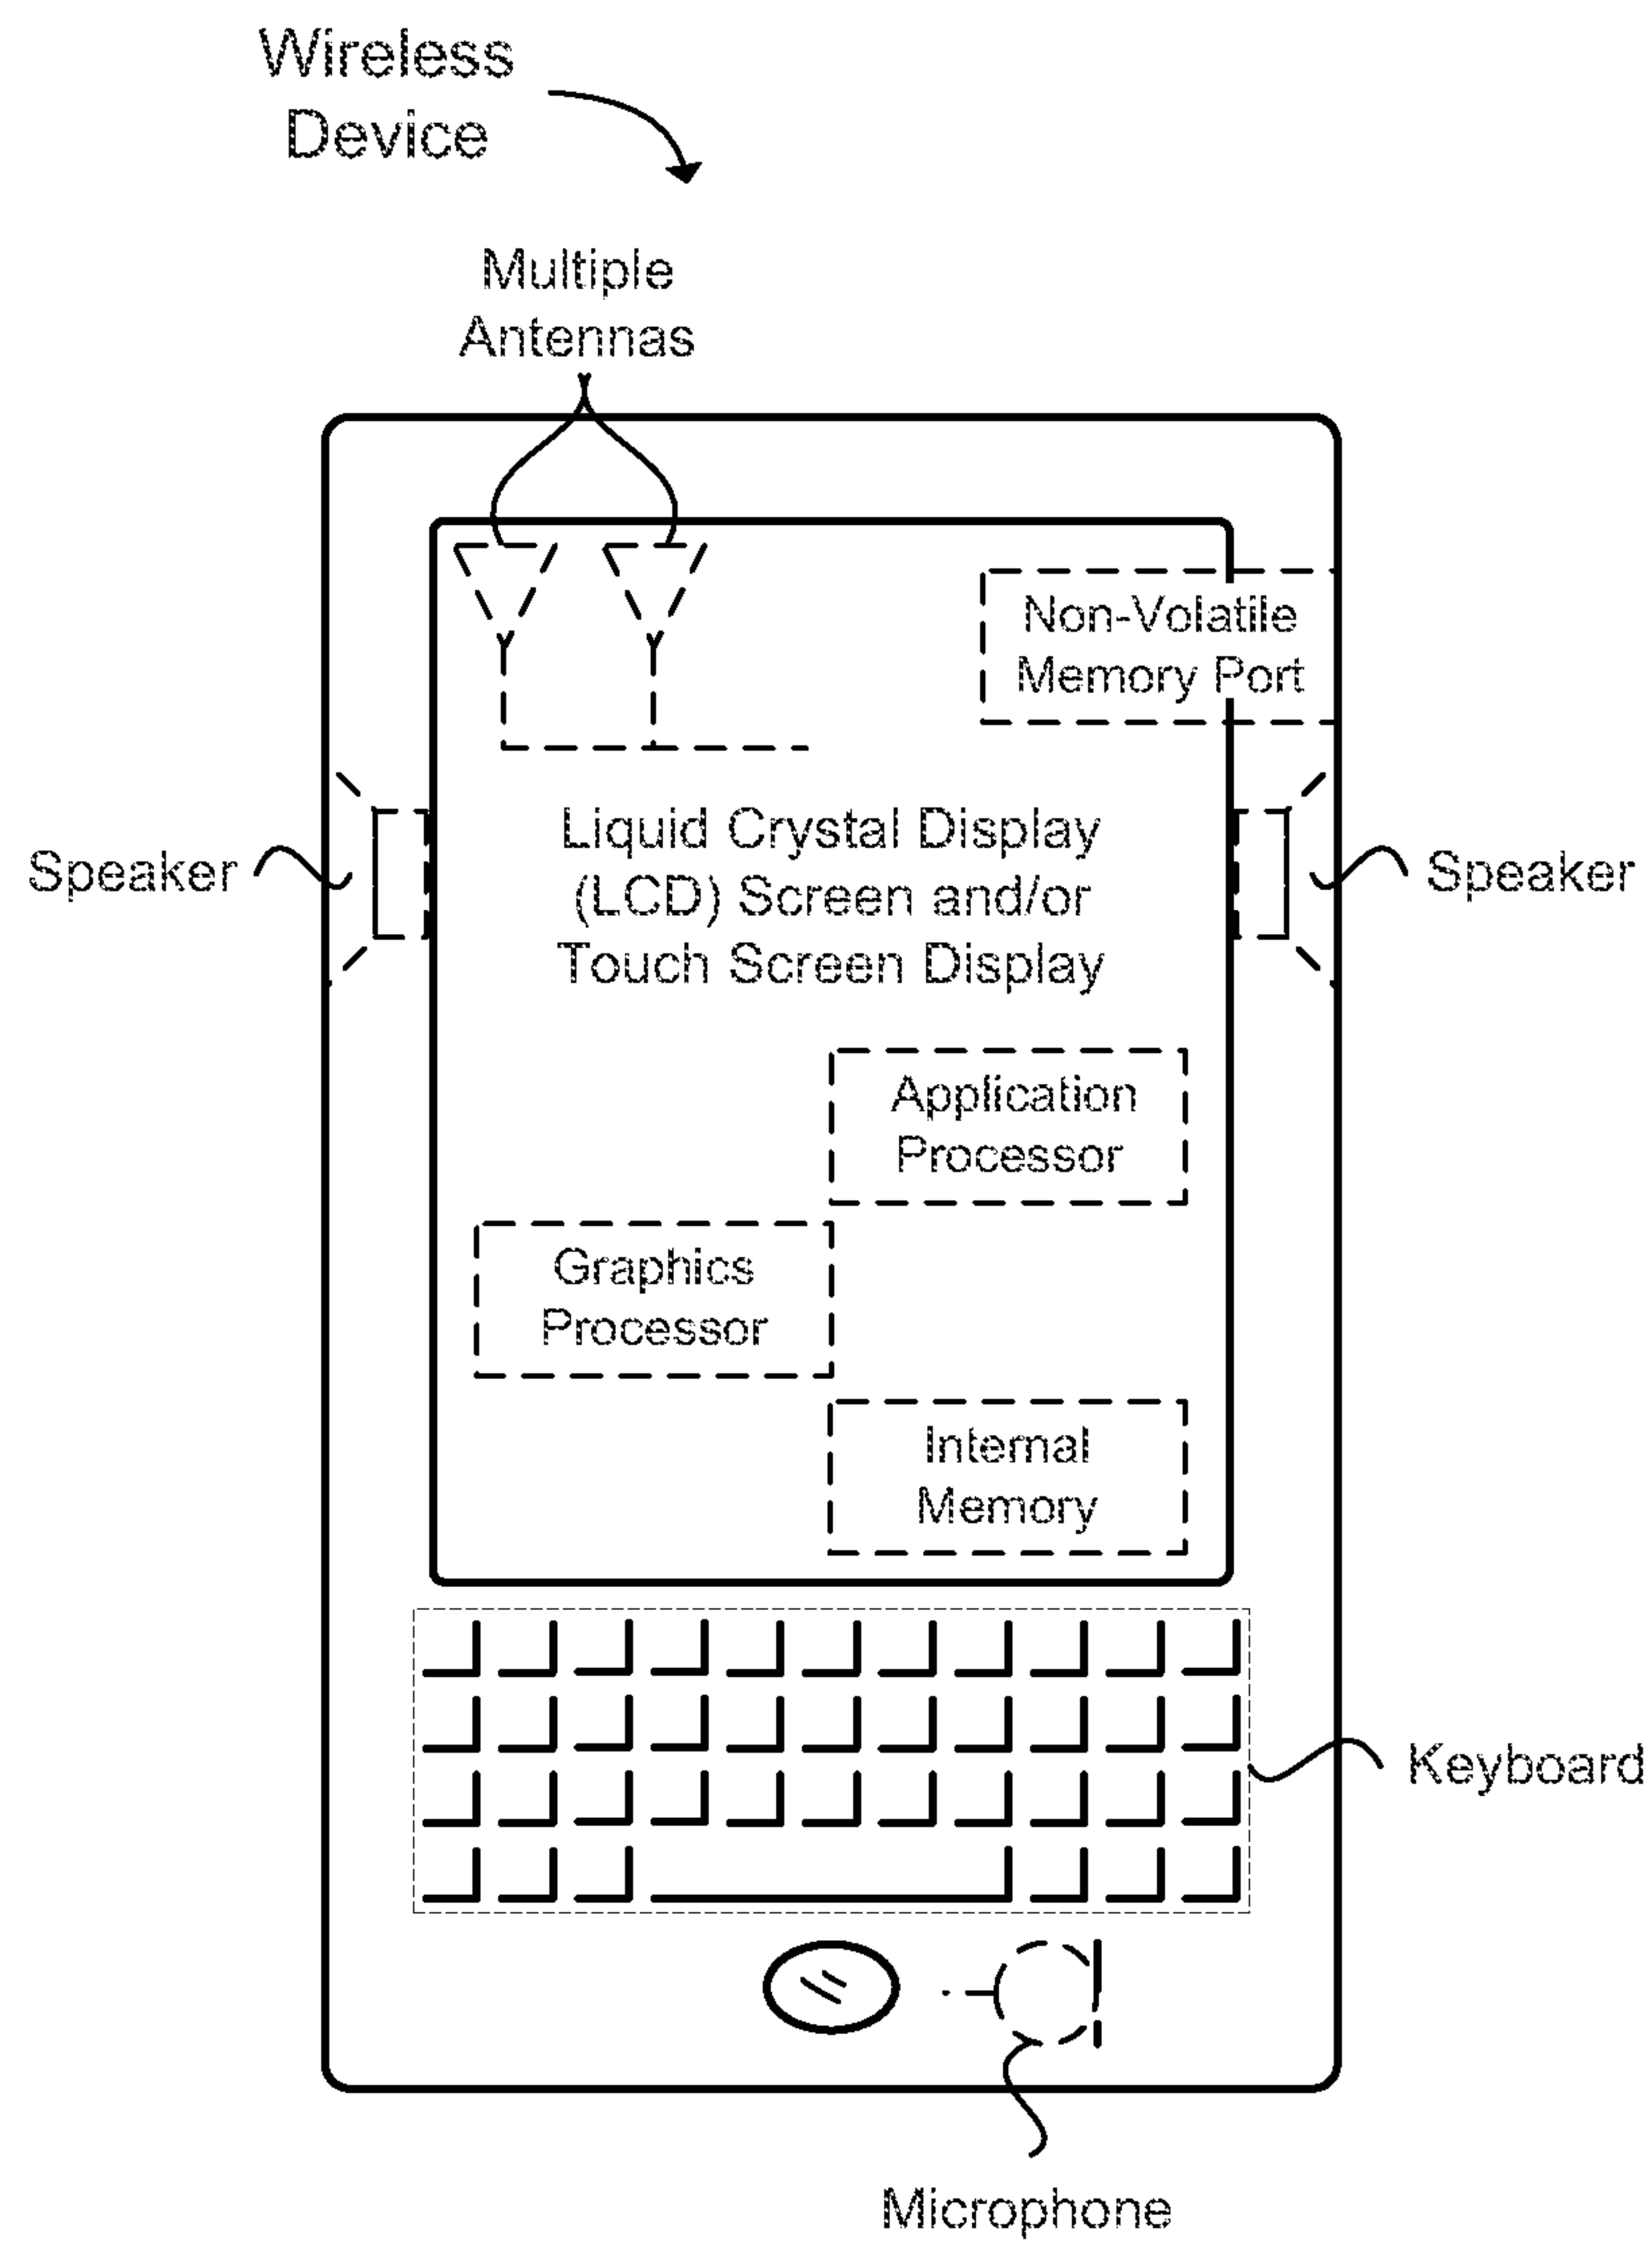 Wireless
Device
Multiple
Antennas
Non-Volatile
Memory Port
Speaker
Liquid Crystal Display
(LCD) Screen and/or
Touch Screen Display
Speaker
Application
Processor
Graphics
Processor
Internal
Memory
Keyboard
Microphone